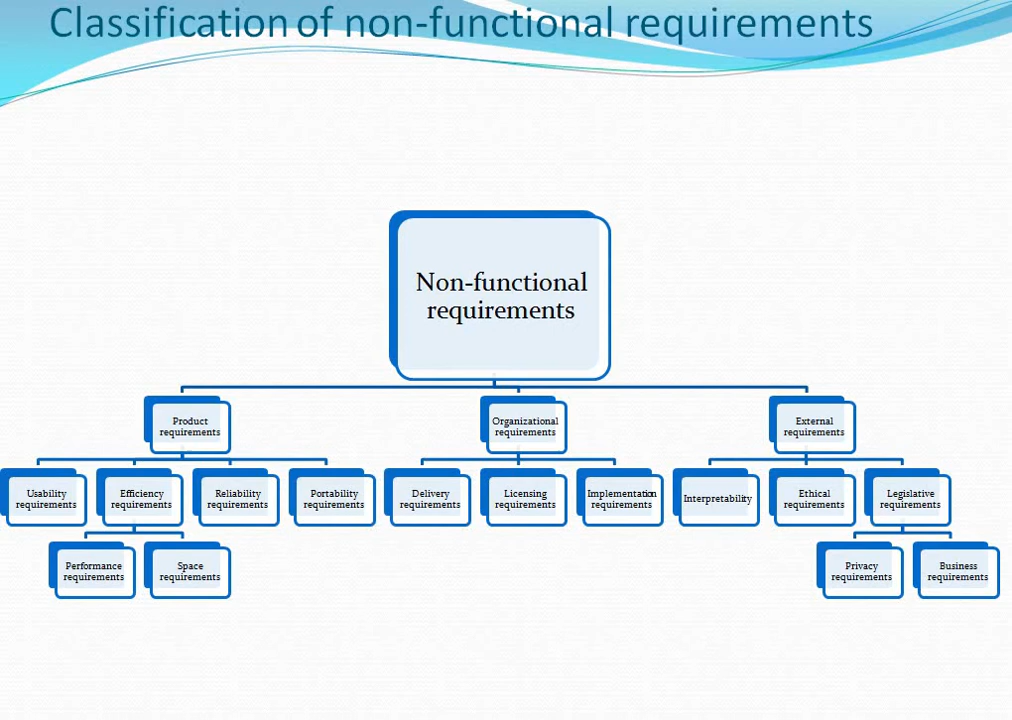 Classification of non-functional requirements
Non-functional
requirements
Product
requirements
Organizational
requirements
External
requirements
Usability
requirements
Efficiency
requirements
Reliability
requirements
Portability
requirements
Delivery
requirements
Licensing
requirements
Implementation
requirements
Interpretability
Ethical
requirements
Legislative
requirements
Performance
requirements
Space
requirements
Privacy
requirements
Business
requirements